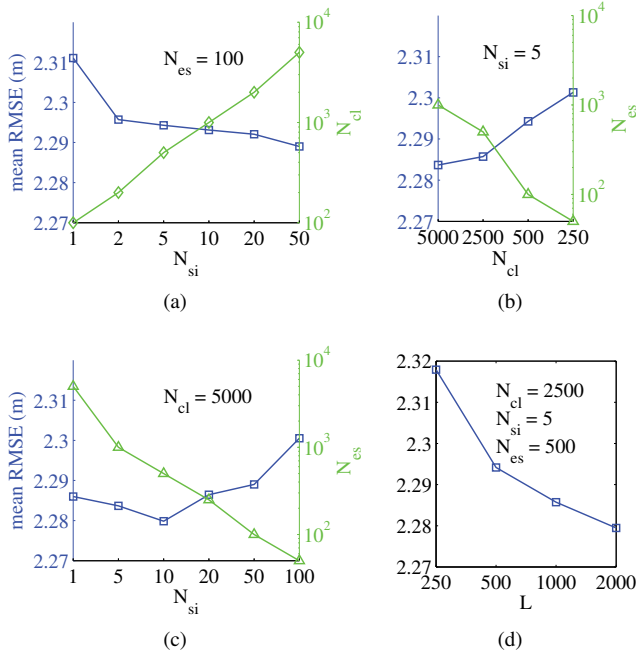 mean RMSE (m)
2.31
2.3
2.29
2.28
2.27
N_es = 100
10^4
10^3
10^2
N_cl
1 2 5 10 20 50
N_si
(a)
2.31
2.3
2.29
2.28
2.27
N_si = 5
10^4
10^3
10^2
N_es
5000 2500 500 250
N_cl
(b)
mean RMSE (m)
2.31
2.3
2.29
2.28
2.27
N_cl = 5000
10^4
10^3
10^2
N_es
1 5 10 20 50 100
N_si
(c)
2.32
2.31
2.3
2.29
2.28
2.27
N_cl = 2500
N_si = 5
N_es = 500
250 500 1000 2000
L
(d)